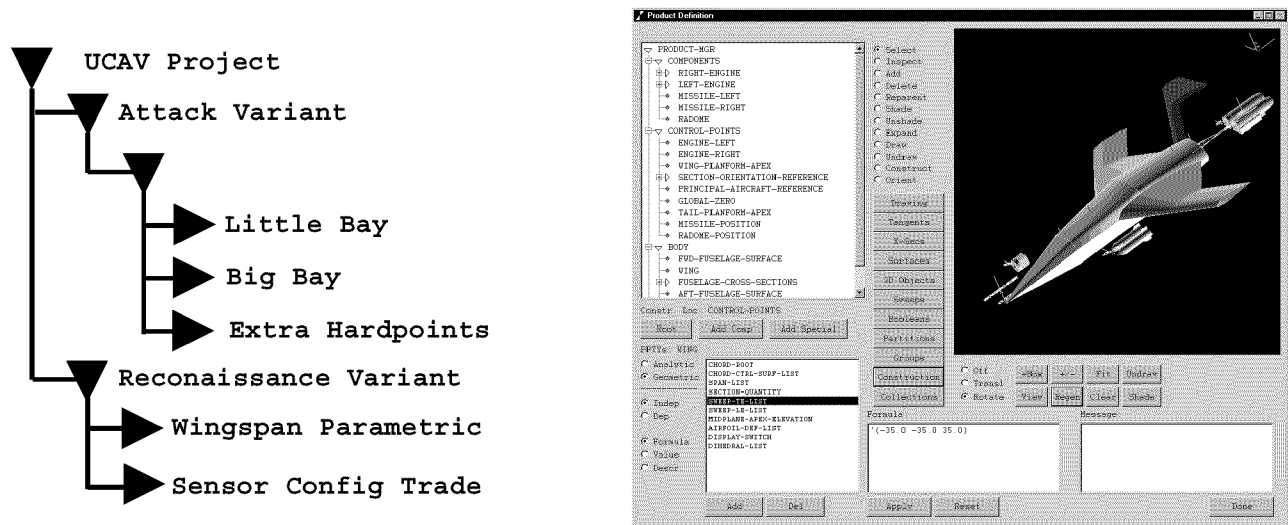 UCAV Project
Attack Variant
Little Bay
Big Bay
Extra Hardpoints
Reconaissance Variant
Wingspan Parametric
Sensor Config Trade
Product Definition
PRODUCT-MGR
COMPONENTS
RIGHT-ENGINE
LEFT-ENGINE
MISSILE-LEFT
MISSILE-RIGHT
RADOME
CONTROL-POINTS
ENGINE-LEFT
ENGINE-RIGHT
WING-PLANFORM-APEX
SECTION-ORIENTATION-REFERENCE
PRINCIPAL-AIRCRAFT-REFERENCE
GLOBAL-ZERO
TAIL-PLANFORM-APEX
MISSILE-POSITION
RADOME-POSITION
BODY
FWD-FUSELAGE-SURFACE
WING
FUSELAGE-CROSS-SECTIONS
AFT-FUSELAGE-SURFACE
Select
Inspect
Add
Delete
Reparent
Shade
Unshade
Expand
Draw
Undraw
Construct
Orient
Drawing
Tangents
X-Secs
Surfaces
3D Objects
Sweeps
Booleans
Partitions
Groups
Construction
Collections
Constr Loc CONTROL-POINTS
Root Add Comp Add Special
PPTYs WING
Analytic
Geometric
Indep
Dep
Formula
Value
Descr
CHORD-ROOT
CHORD-CTRL-SURF-LIST
SPAN-LIST
SECTION-QUANTITY
SWEEP-TE-LIST
SWEEP-LE-LIST
MIDPLANE-APEX-ELEVATION
AIRFOIL-DEF-LIST
DISPLAY-SWITCH
DIHEDRAL-LIST
Add Del
Off
Transl
Rotate
+Box +/- Fit Undraw
View Regen Clear Shade
Formula
'(-35.0 -35.0 35.0)
Message
Apply Reset
Done